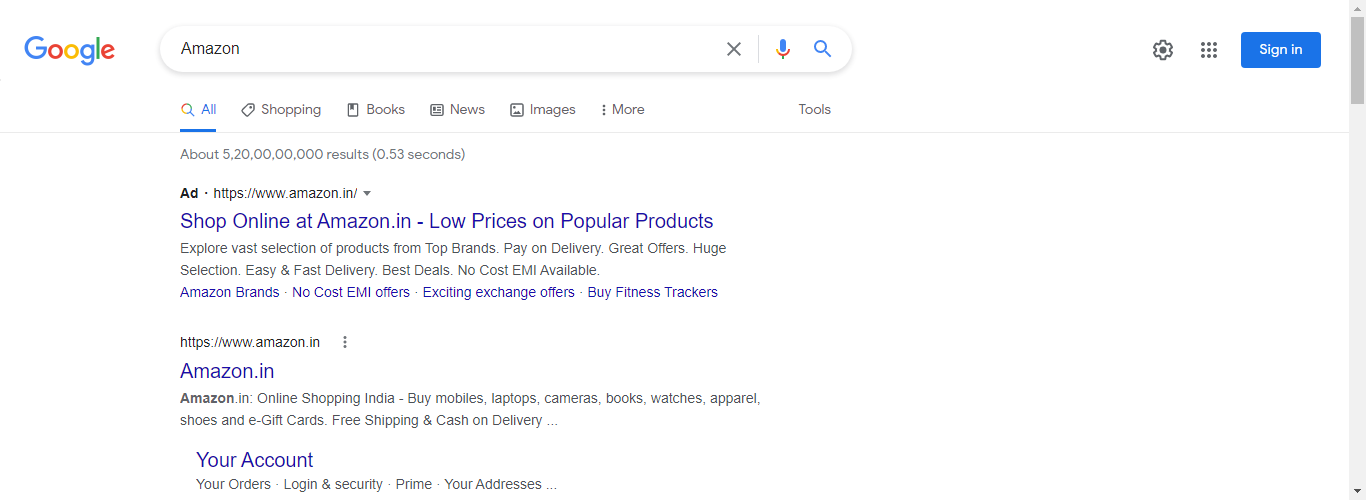 Google
Amazon
Sign in
All Shopping Books News Images More Tools
About 5,20,00,00,000 results (0.53 seconds)
Ad · https://www.amazon.in/
Shop Online at Amazon.in - Low Prices on Popular Products
Explore vast selection of products from Top Brands. Pay on Delivery. Great Offers. Huge
Selection. Easy & Fast Delivery. Best Deals. No Cost EMI Available.
Amazon Brands · No Cost EMI offers · Exciting exchange offers · Buy Fitness Trackers
https://www.amazon.in
Amazon.in
Amazon.in: Online Shopping India - Buy mobiles, laptops, cameras, books, watches, apparel,
shoes and e-Gift Cards. Free Shipping & Cash on Delivery ...
Your Account
Your Orders · Login & security · Prime · Your Addresses ...